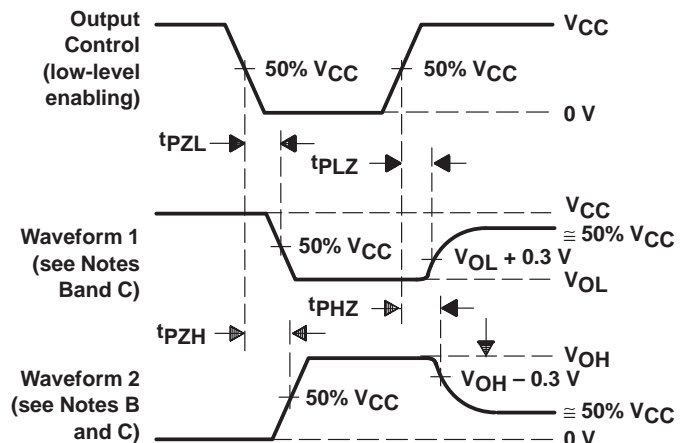 Output
Control
(low-level
enabling)
VCC
50% VCC
50% VCC
0 V
tPZL
tPLZ
VCC
Waveform 1
(see Notes
Band C)
50% VCC
≅ 50% VCC
VOL + 0.3 V
VOL
tPZH
tPHZ
VOH
Waveform 2
(see Notes B
and C)
50% VCC
VOH – 0.3 V
≅ 50% VCC
0 V